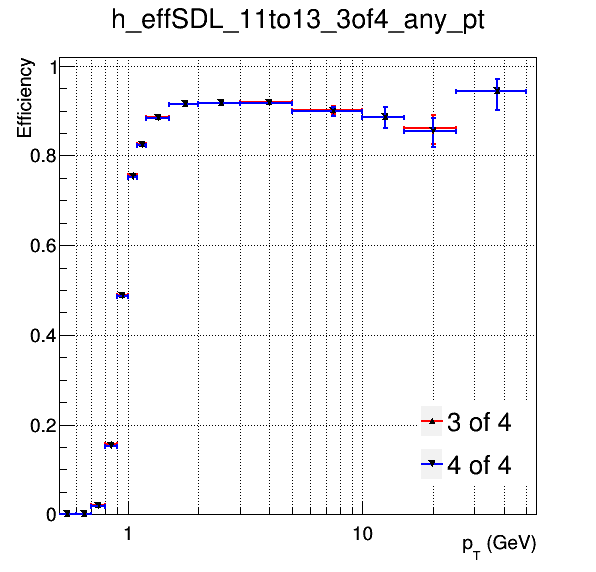 h_effSDL_11to13_3of4_any_pt
Efficiency
1
0.8
0.6
0.4
0.2
0
3 of 4
4 of 4
1
10
p_T (GeV)